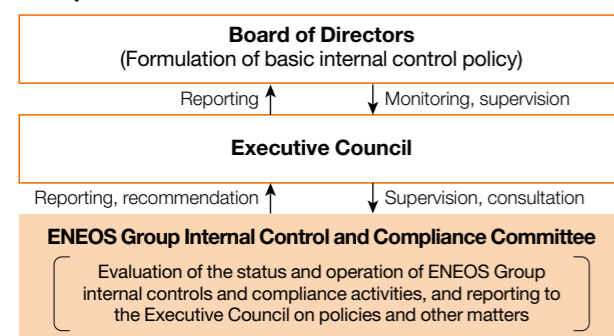 Board of Directors
(Formulation of basic internal control policy)
Reporting
Monitoring, supervision
Executive Council
Reporting, recommendation
Supervision, consultation
ENEOS Group Internal Control and Compliance Committee
Evaluation of the status and operation of ENEOS Group
internal controls and compliance activities, and reporting to
the Executive Council on policies and other matters